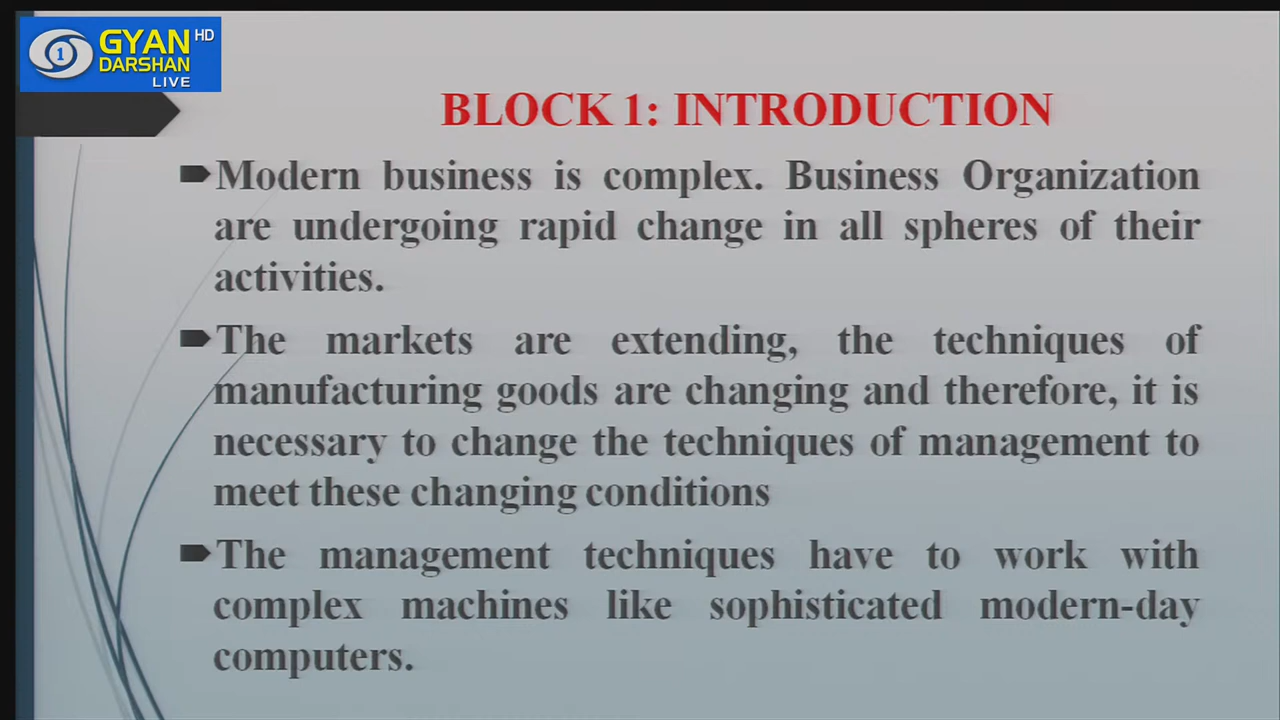 GYAN HD
DARSHAN
1
LIVE
BLOCK 1: INTRODUCTION
Modern business is complex. Business Organization
are undergoing rapid change in all spheres of their
activities.
The markets are extending, the techniques of
manufacturing goods are changing and therefore, it is
necessary to change the techniques of management to
meet these changing conditions
The management techniques have to work with
complex machines like sophisticated modern-day
computers.